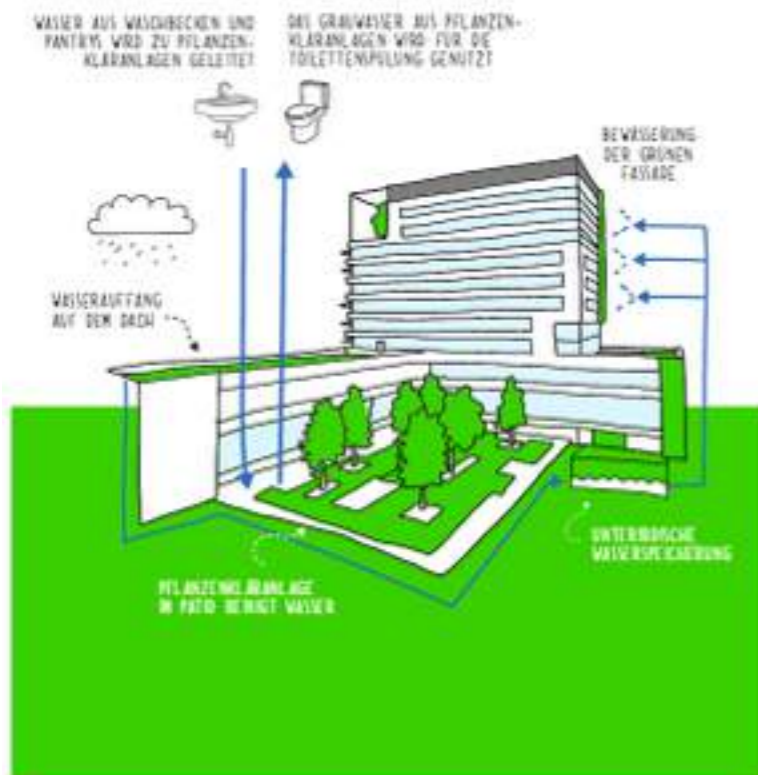 WASSER AUS WASCHBECKEN UND
PANTRYS WIRD ZU PFLANZEN-
KLÄRANLAGEN GELEITET
DAS GRAUWASSER AUS PFLANZEN-
KLÄRANLAGEN WIRD FÜR DIE
TOILETTENSPÜLUNG GENUTZT
BEWÄSSERUNG
DER GRÜNEN
FASSADE
WASSERAUFFANG
AUF DEM DACH
UNTERIRDISCHE
WASSERSPEICHERUNG
PFLANZENKLÄRANLAGE
IN PATIO REINIGT WASSER